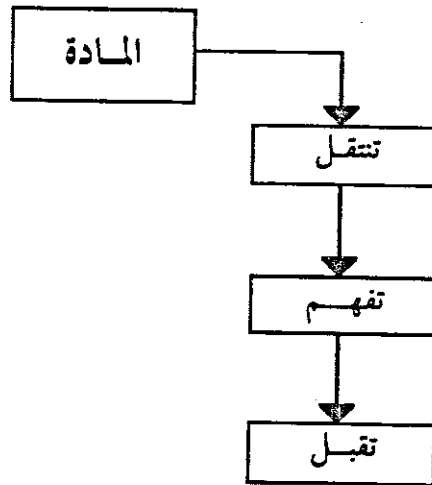 المادة
تنتقل
تفهم
تقبل